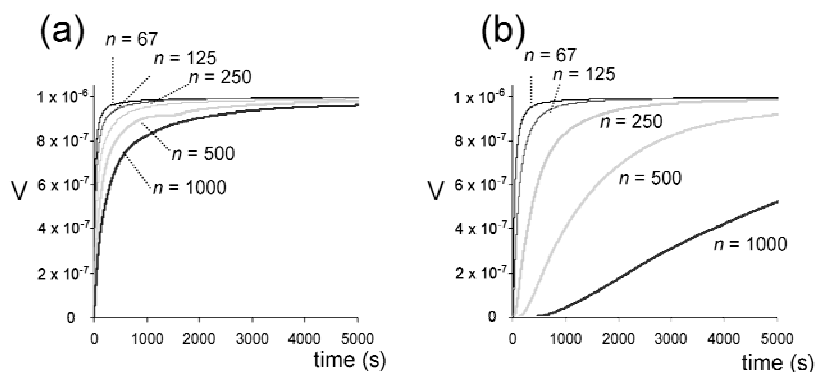 (a)
n = 67
n = 125
n = 250
1 x 10-6
8 x 10-7
n = 500
6 x 10-7
V
n = 1000
4 x 10-7
2 x 10-7
0
0 1000 2000 3000 4000 5000
time (s)
(b)
n = 67
n = 125
1 x 10-6
n = 250
8 x 10-7
n = 500
6 x 10-7
V
4 x 10-7
n = 1000
2 x 10-7
0
0 1000 2000 3000 4000 5000
time (s)